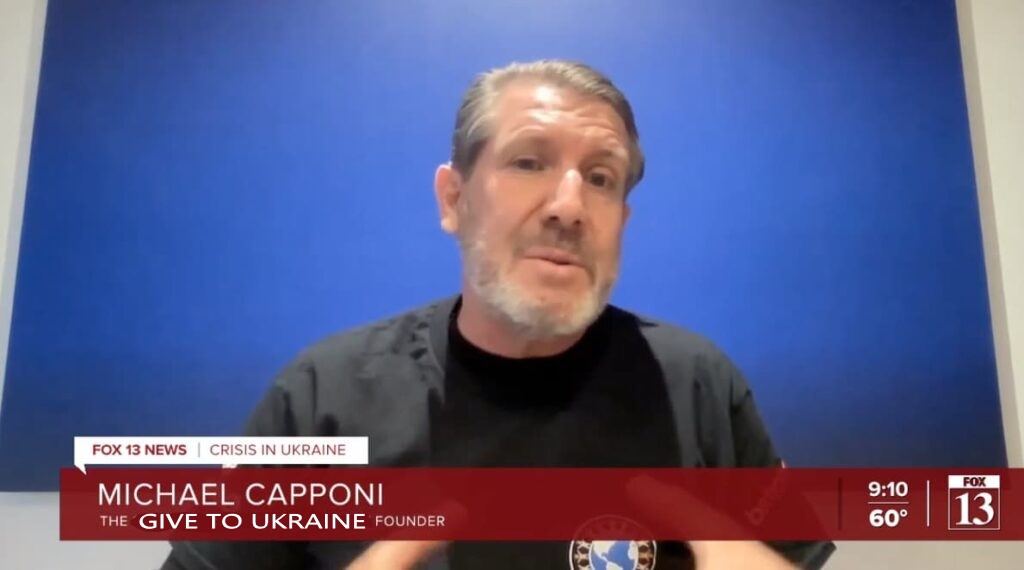 FOX 13 NEWS | CRISIS IN UKRAINE
MICHAEL CAPPONI
THE GIVE TO UKRAINE FOUNDER
9:10
60°
FOX
13